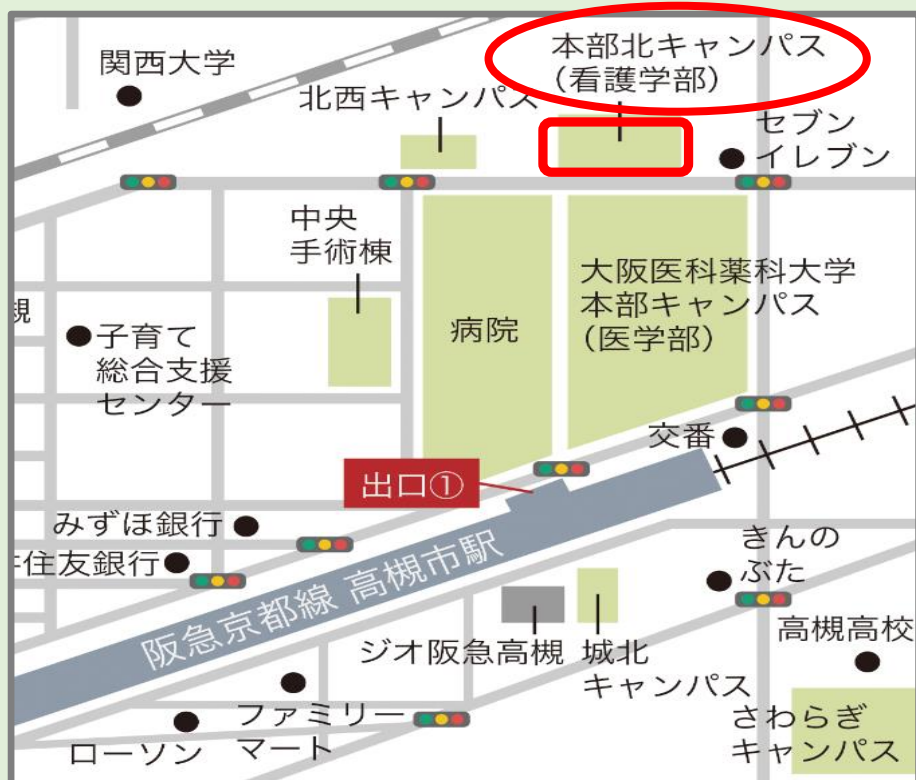 関西大学
本部北キャンパス
(看護学部)
北西キャンパス
セブン
イレブン
中央
手術棟
病院
大阪医科薬科大学
本部キャンパス
(医学部)
槻
子育て
総合支援
センター
交番
出口①
みずほ銀行
住友銀行
阪急京都線 高槻市駅
きんの
ぶた
ジオ阪急高槻
城北
キャンパス
高槻高校
ファミリー
マート
ローソン
さわらぎ
キャンパス